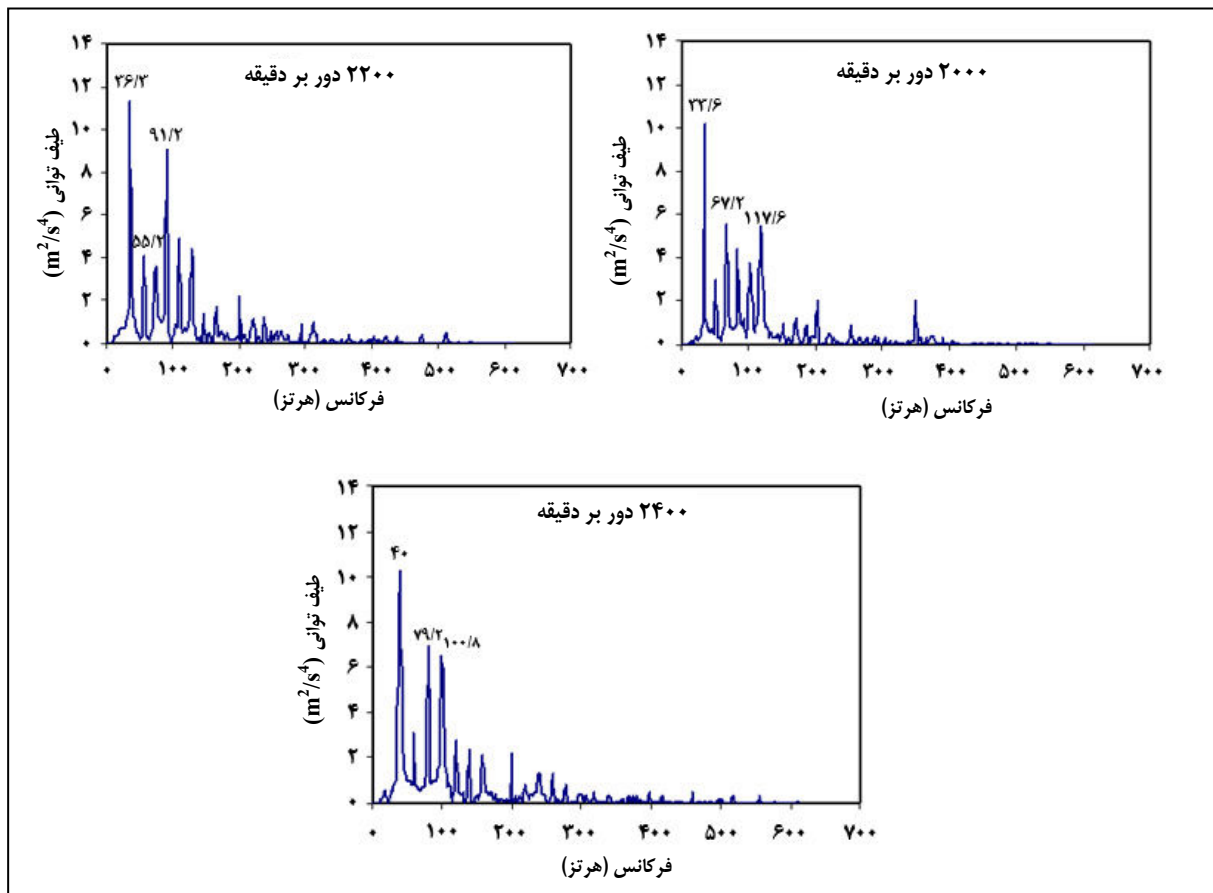 ۲۲۰۰ دور بر دقیقه
۱۴
۱۲
۱۰
۸
۶
۴
۲
۰
۳۶/۳
۵۵/۲
۹۱/۲
طیف توانی (m²/s⁴)
۰ ۱۰۰ ۲۰۰ ۳۰۰ ۴۰۰ ۵۰۰ ۶۰۰ ۷۰۰
فرکانس (هرتز)
۲۰۰۰ دور بر دقیقه
۱۴
۱۲
۱۰
۸
۶
۴
۲
۰
۳۳/۶
۶۷/۲
۱۱۷/۶
طیف توانی (m²/s⁴)
۰ ۱۰۰ ۲۰۰ ۳۰۰ ۴۰۰ ۵۰۰ ۶۰۰ ۷۰۰
فرکانس (هرتز)
۲۴۰۰ دور بر دقیقه
۱۴
۱۲
۱۰
۸
۶
۴
۲
۰
۴۰
۷۹/۲
۱۰۰/۸
طیف توانی (m²/s⁴)
۰ ۱۰۰ ۲۰۰ ۳۰۰ ۴۰۰ ۵۰۰ ۶۰۰ ۷۰۰
فرکانس (هرتز)